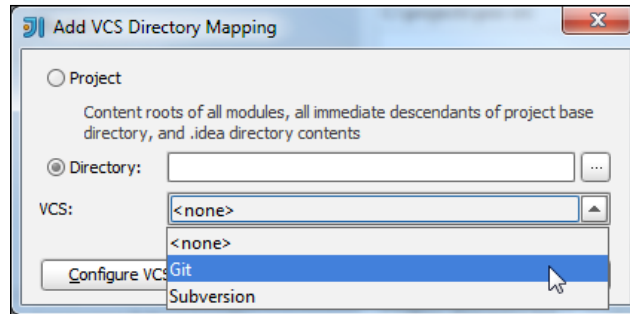 Add VCS Directory Mapping
Project
Content roots of all modules, all immediate descendants of project base
directory, and .idea directory contents
Directory:
...
VCS:
<none>
<none>
Git
Configure VCS
Subversion